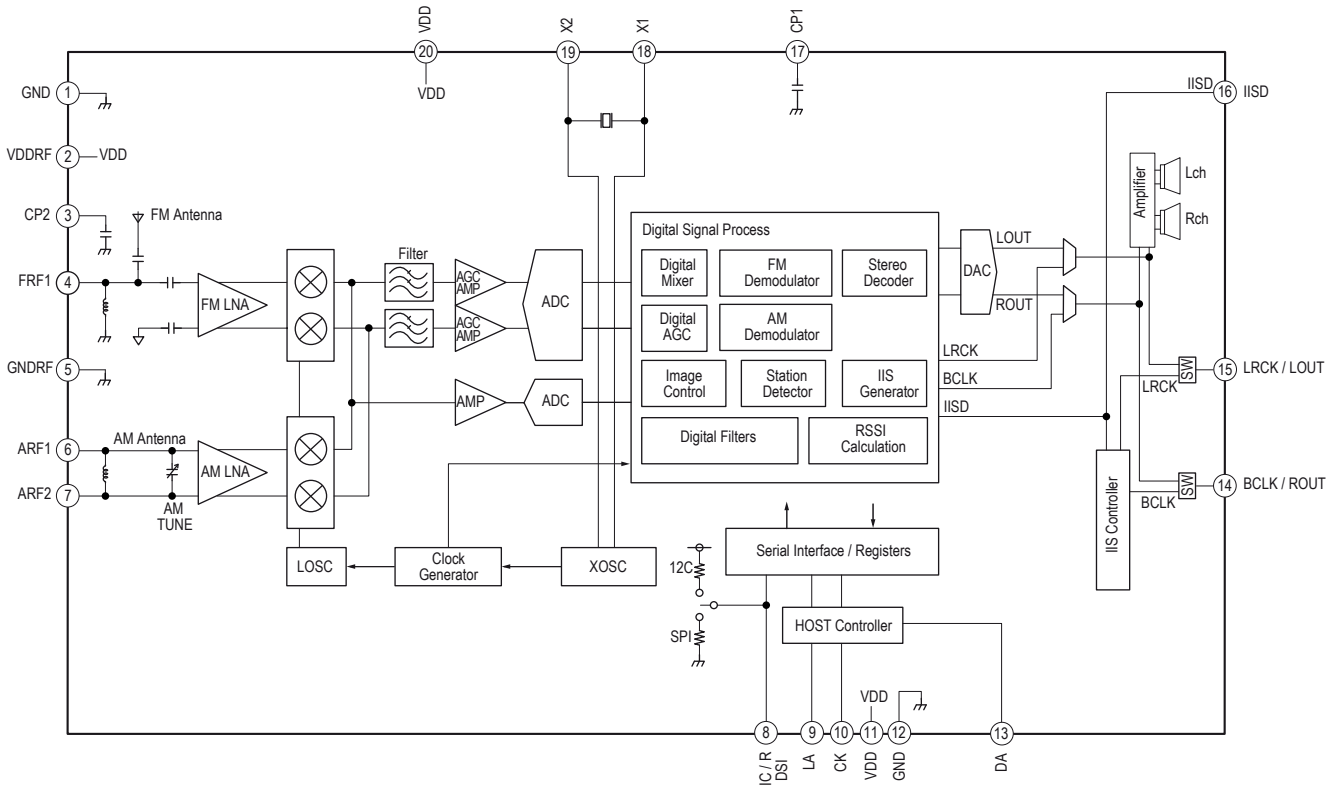 VDD
X2
X1
CP1
20
19
18
17
VDD
GND 1
IISD 16 IISD
VDDRF 2 VDD
CP2 3
FM Antenna
Amplifier
Lch
Rch
FRF1 4
FM LNA
Filter
AGC
AMP
AGC
AMP
ADC
Digital Signal Process
Digital
Mixer
FM
Demodulator
Stereo
Decoder
Digital
AGC
AM
Demodulator
Image
Control
Station
Detector
IIS
Generator
Digital Filters
RSSI
Calculation
DAC
LOUT
ROUT
LRCK
BCLK
IISD
GNDRF 5
AMP
ADC
SW
LRCK
15 LRCK / LOUT
ARF1 6
AM Antenna
AM LNA
ARF2 7
AM
TUNE
SW
BCLK
14 BCLK / ROUT
IIS Controller
LOSC
Clock
Generator
XOSC
12C
SPI
Serial Interface / Registers
HOST Controller
VDD
8
9
10
11
12
13
IC / R
DSI
LA
CK
VDD
GND
DA